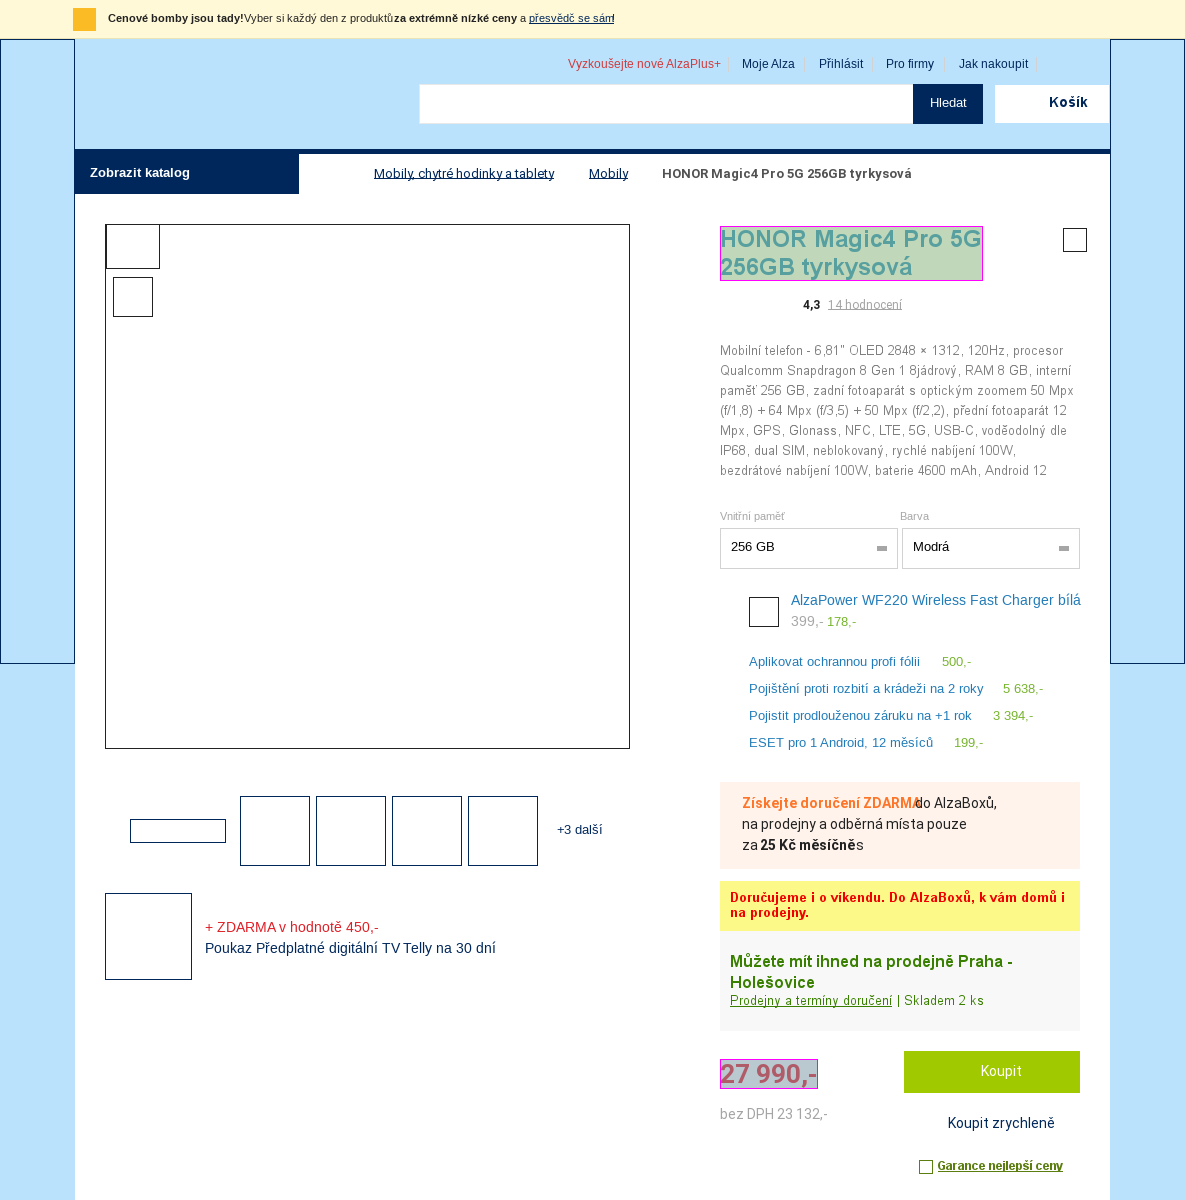 Cenové bomby jsou tady! Vyber si každý den z produktů za extrémně nízké ceny a přesvědč se sám!
Vyzkoušejte nové AlzaPlus+ Moje Alza Přihlásit Pro firmy Jak nakoupit
Hledat Košík
Zobrazit katalog Mobily, chytré hodinky a tablety Mobily HONOR Magic4 Pro 5G 256GB tyrkysová
HONOR Magic4 Pro 5G
256GB tyrkysová
4,3 14 hodnocení
Mobilní telefon - 6,81" OLED 2848 × 1312, 120Hz, procesor
Qualcomm Snapdragon 8 Gen 1 8jádrový, RAM 8 GB, interní
paměť 256 GB, zadní fotoaparát s optickým zoomem 50 Mpx
(f/1,8) + 64 Mpx (f/3,5) + 50 Mpx (f/2,2), přední fotoaparát 12
Mpx, GPS, Glonass, NFC, LTE, 5G, USB-C, voděodolný dle
IP68, dual SIM, neblokovaný, rychlé nabíjení 100W,
bezdrátové nabíjení 100W, baterie 4600 mAh, Android 12
Vnitřní paměť Barva
256 GB Modrá
AlzaPower WF220 Wireless Fast Charger bílá
399,- 178,-
Aplikovat ochrannou profi fólii 500,-
Pojištění proti rozbití a krádeži na 2 roky 5 638,-
Pojistit prodlouženou záruku na +1 rok 3 394,-
ESET pro 1 Android, 12 měsíců 199,-
+3 další
Získejte doručení ZDARMA do AlzaBoxů,
na prodejny a odběrná místa pouze
za 25 Kč měsíčně s
+ ZDARMA v hodnotě 450,-
Poukaz Předplatné digitální TV Telly na 30 dní
Doručujeme i o víkendu. Do AlzaBoxů, k vám domů i
na prodejny.
Můžete mít ihned na prodejně Praha -
Holešovice
Prodejny a termíny doručení | Skladem 2 ks
27 990,- Koupit
bez DPH 23 132,-
Koupit zrychleně
Garance nejlepší ceny